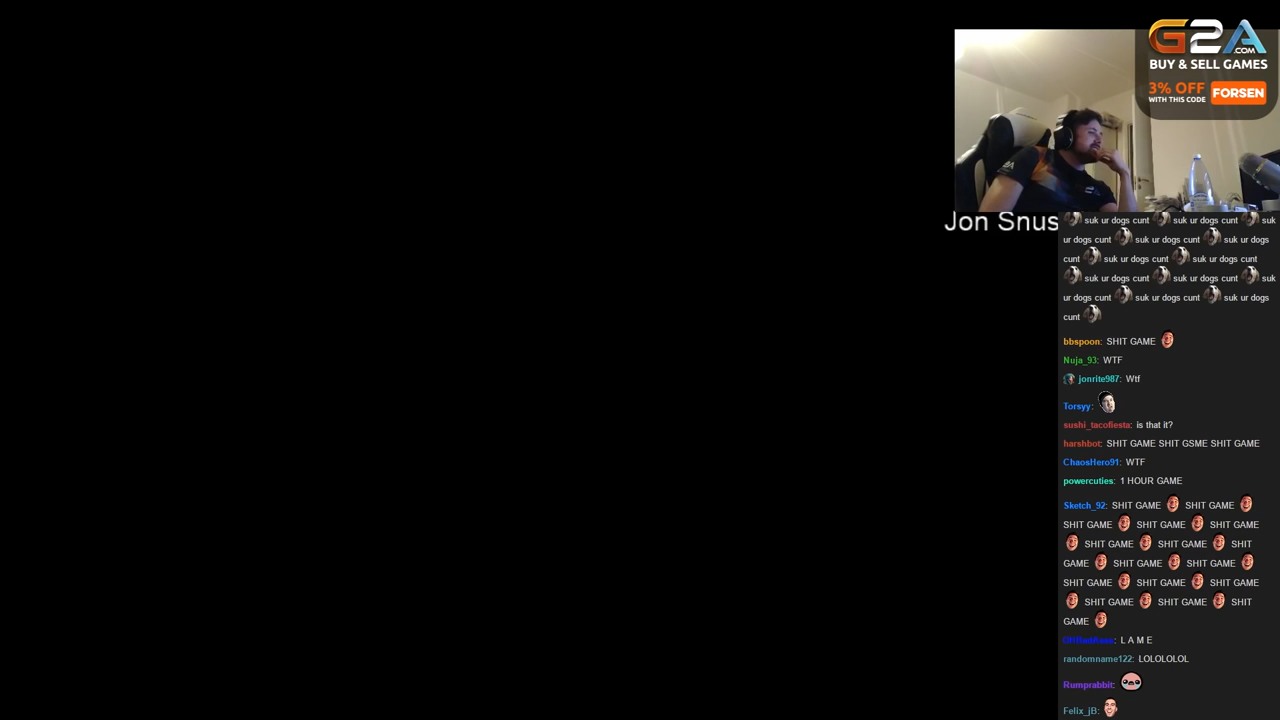 G2A
.COM
BUY & SELL GAMES
3% OFF
WITH THIS CODE
FORSEN
Jon Snus
suk ur dogs cunt suk ur dogs cunt suk
ur dogs cunt suk ur dogs cunt suk ur dogs
cunt suk ur dogs cunt suk ur dogs cunt
suk ur dogs cunt suk ur dogs cunt suk
ur dogs cunt suk ur dogs cunt suk ur dogs
cunt
bbspoon: SHIT GAME
Nuja_93: WTF
jonrite987: Wtf
Torsyy:
sushi_tacofiesta: is that it?
harshbot: SHIT GAME SHIT GSME SHIT GAME
ChaosHero91: WTF
powercuties: 1 HOUR GAME
Sketch_92: SHIT GAME SHIT GAME
SHIT GAME SHIT GAME SHIT GAME
SHIT GAME SHIT GAME SHIT
GAME SHIT GAME SHIT GAME
SHIT GAME SHIT GAME SHIT GAME
SHIT GAME SHIT GAME SHIT
GAME
: L A M E
randomname122: LOLOLOLOL
Rumprabbit:
Felix_jB: